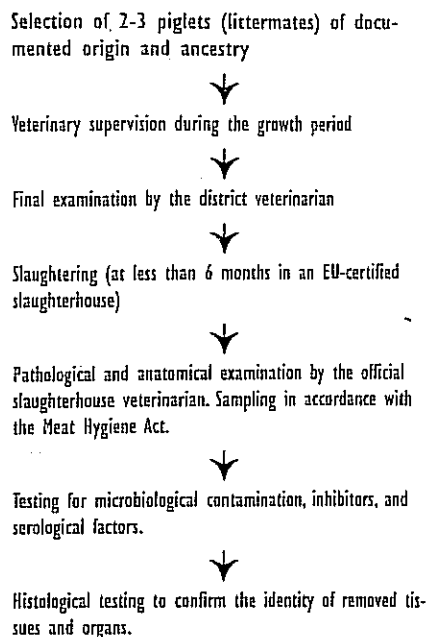 Selection of 2-3 piglets (littermates) of docu-
mented origin and ancestry
Veterinary supervision during the growth period
Final examination by the district veterinarian
Slaughtering (at less than 6 months in an EU-certified
slaughterhouse)
Pathological and anatomical examination by the official
slaughterhouse veterinarian. Sampling in accordance with
the Meat Hygiene Act.
Testing for microbiological contamination, inhibitors, and
serological factors.
Histological testing to confirm the identity of removed tis-
sues and organs.